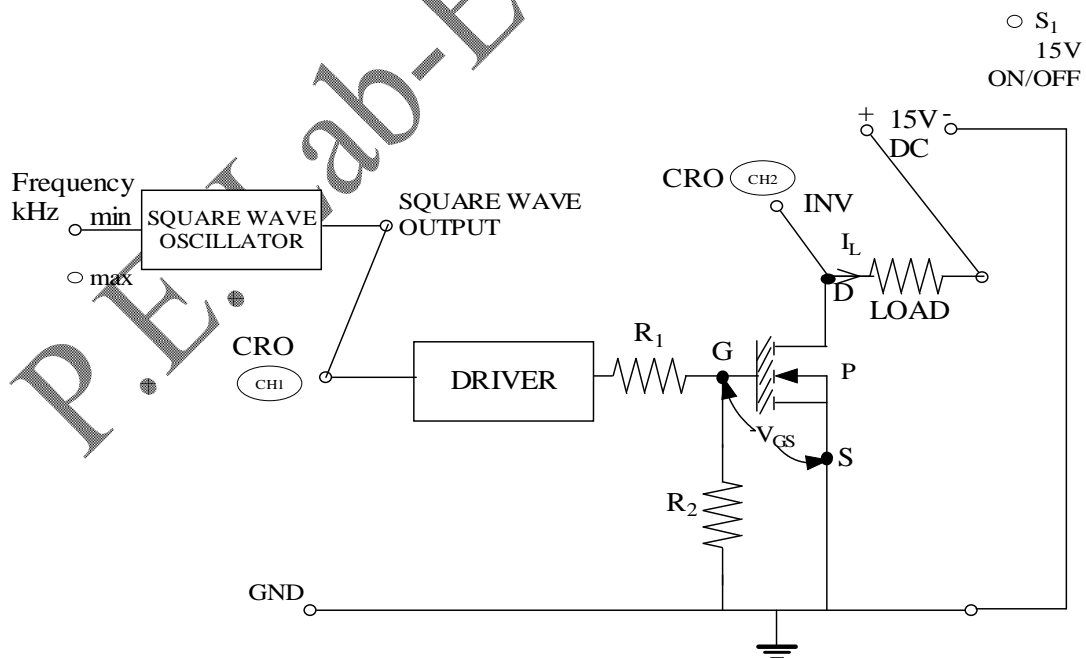 S1
15V
ON/OFF
+ 15V -
DC
P.E.Lab-E
Frequency
kHz
min
max
SQUARE WAVE
OSCILLATOR
SQUARE WAVE
OUTPUT
CRO
CH2
INV
IL
D
LOAD
CRO
CH1
DRIVER
R1
G
P
-VGS
S
R2
GND